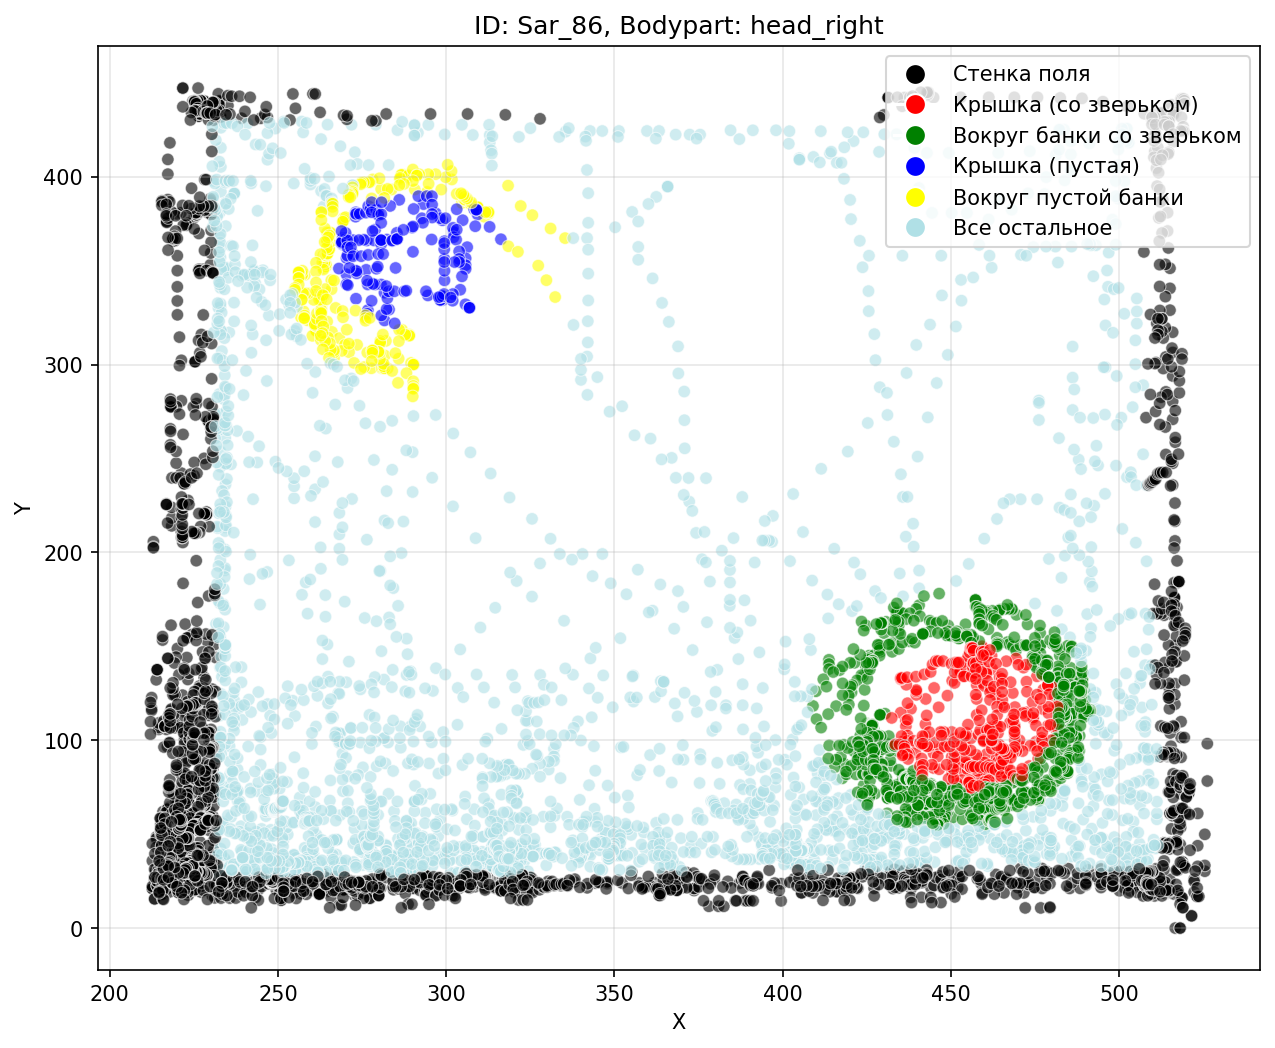 ID: Sar_86, Bodypart: head_right
Стенка поля
Крышка (со зверьком)
Вокруг банки со зверьком
Крышка (пустая)
Вокруг пустой банки
Все остальное
400
300
200
100
0
Y
200
250
300
350
400
450
500
X